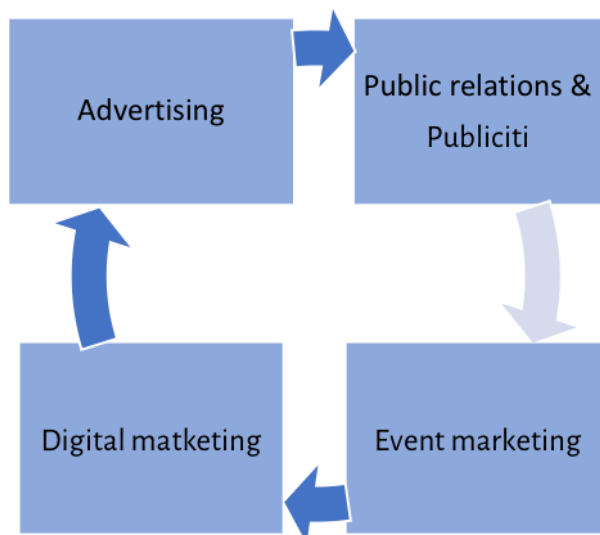 Advertising
Public relations &
Publiciti
Digital matketing
Event marketing